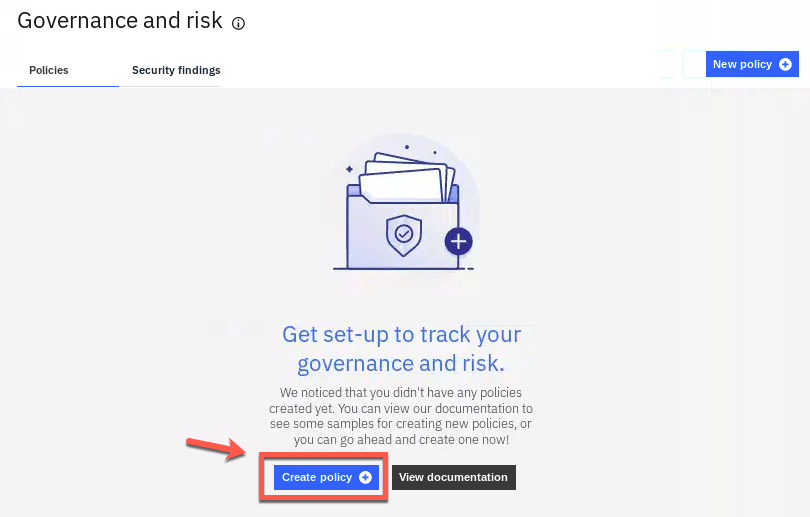 Governance and risk
Policies
Security findings
New policy
Get set-up to track your
governance and risk.
We noticed that you didn't have any policies
created yet. You can view our documentation to
see some samples for creating new policies, or
you can go ahead and create one now!
Create policy
View documentation